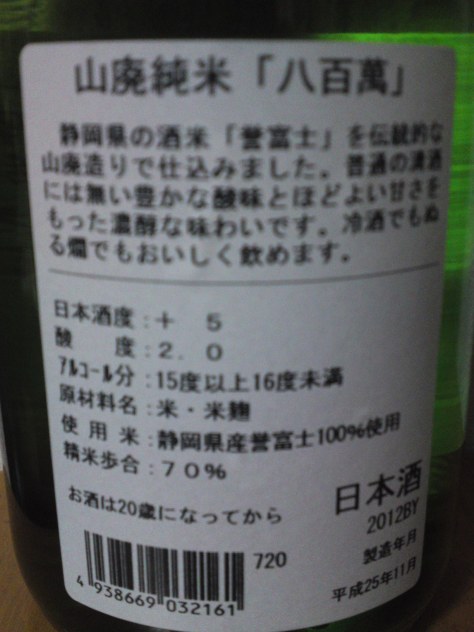 山廃純米「八百萬」
静岡県の酒米「誉富士」を伝統的な
山廃造りで仕込みました。普通の清酒
には無い豊かな酸味とほどよい甘さを
もった濃醇な味わいです。冷酒でもぬ
る燗でもおいしく飲めます。
日本酒度：＋ 5
酸 度：2. 0
ｱﾙｺｰﾙ分：15度以上16度未満
原材料名：米・米麹
使 用 米：静岡県産誉富士100％使用
精米歩合：70％
お酒は20歳になってから
日本酒
2012BY
製造年月
平成25年11月
720
4 938669 032161